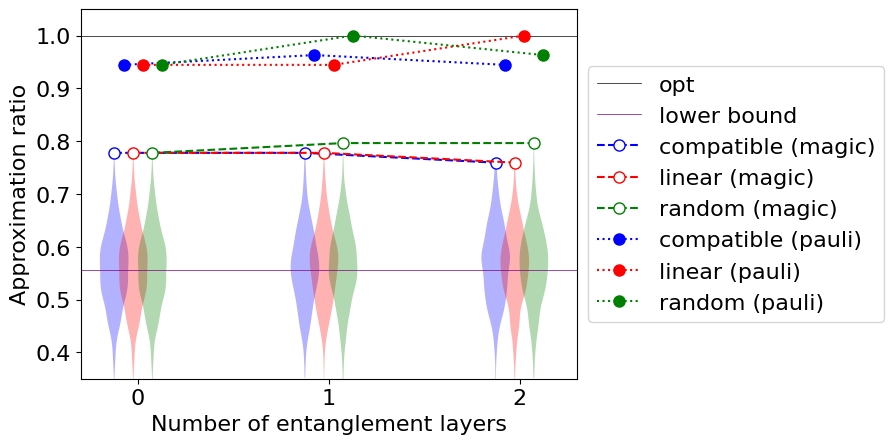 1.0
0.9
0.8
0.7
0.6
0.5
0.4
Approximation ratio
0 1 2
Number of entanglement layers
opt
lower bound
compatible (magic)
linear (magic)
random (magic)
compatible (pauli)
linear (pauli)
random (pauli)